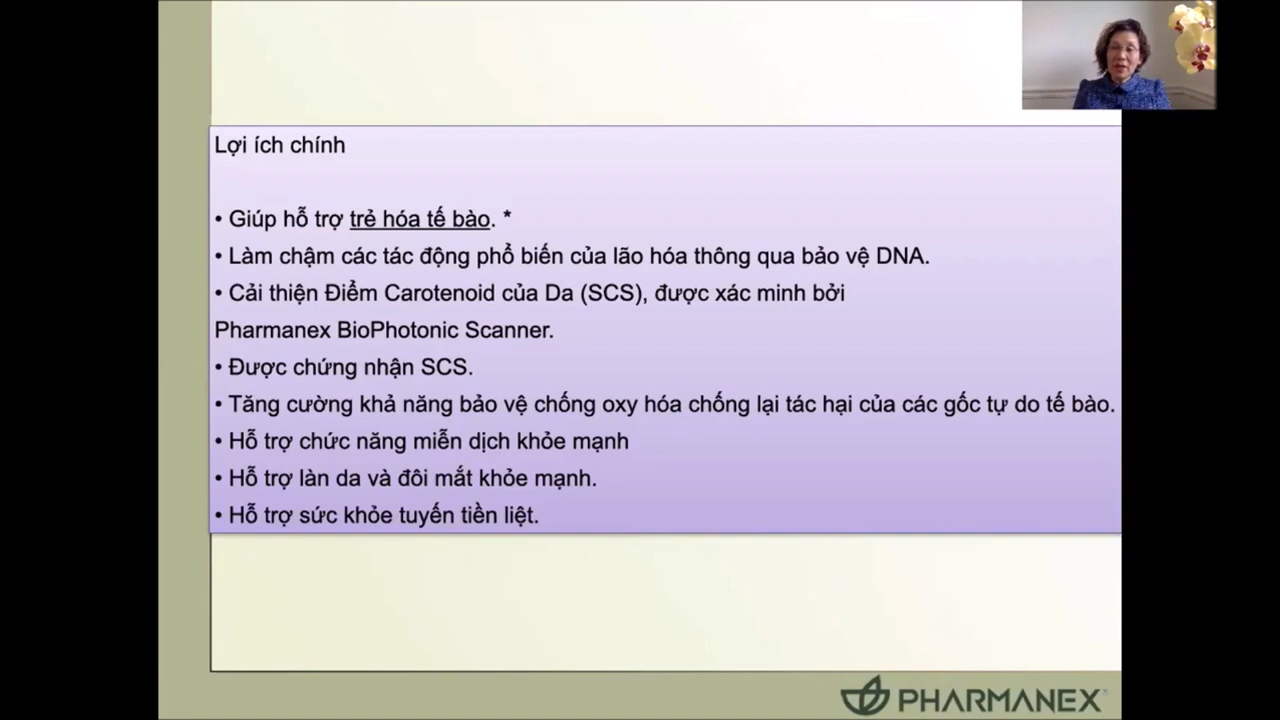 Lợi ích chính
• Giúp hỗ trợ trẻ hóa tế bào. *
• Làm chậm các tác động phổ biến của lão hóa thông qua bảo vệ DNA.
• Cải thiện Điểm Carotenoid của Da (SCS), được xác minh bởi
Pharmanex BioPhotonic Scanner.
• Được chứng nhận SCS.
• Tăng cường khả năng bảo vệ chống oxy hóa chống lại tác hại của các gốc tự do tế bào.
• Hỗ trợ chức năng miễn dịch khỏe mạnh
• Hỗ trợ làn da và đôi mắt khỏe mạnh.
• Hỗ trợ sức khỏe tuyến tiền liệt.
PHARMANEX